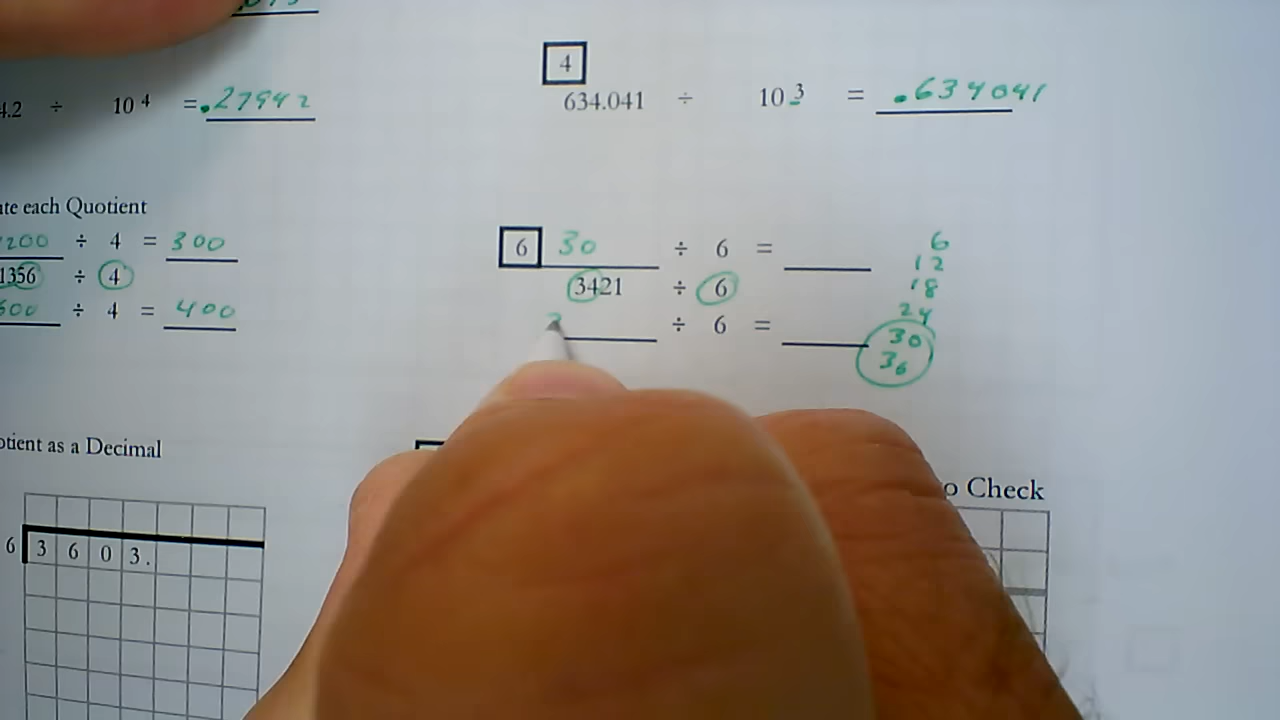 4
4.2 ÷ 10 4 = .27942
634.041 ÷ 10 3 = .634041
ate each Quotient
200 ÷ 4 = 300
1356 ÷ 4
600 ÷ 4 = 400
6 30 ÷ 6 =
3421 ÷ 6
3 ÷ 6 =
6
12
18
24
30
36
otient as a Decimal
6 3 6 0 3.
o Check